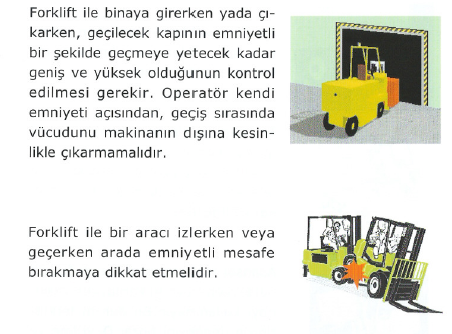 Forklift ile binaya girerken yada çı-
karken, geçilecek kapının emniyetli
bir şekilde geçmeye yetecek kadar
geniş ve yüksek olduğunun kontrol
edilmesi gerekir. Operatör kendi
emniyeti açısından, geçiş sırasında
vücudunu makinanın dışına kesin-
likle çıkarmamalıdır.
Forklift ile bir aracı izlerken veya
geçerken arada emniyetli mesafe
bırakmaya dikkat etmelidir.